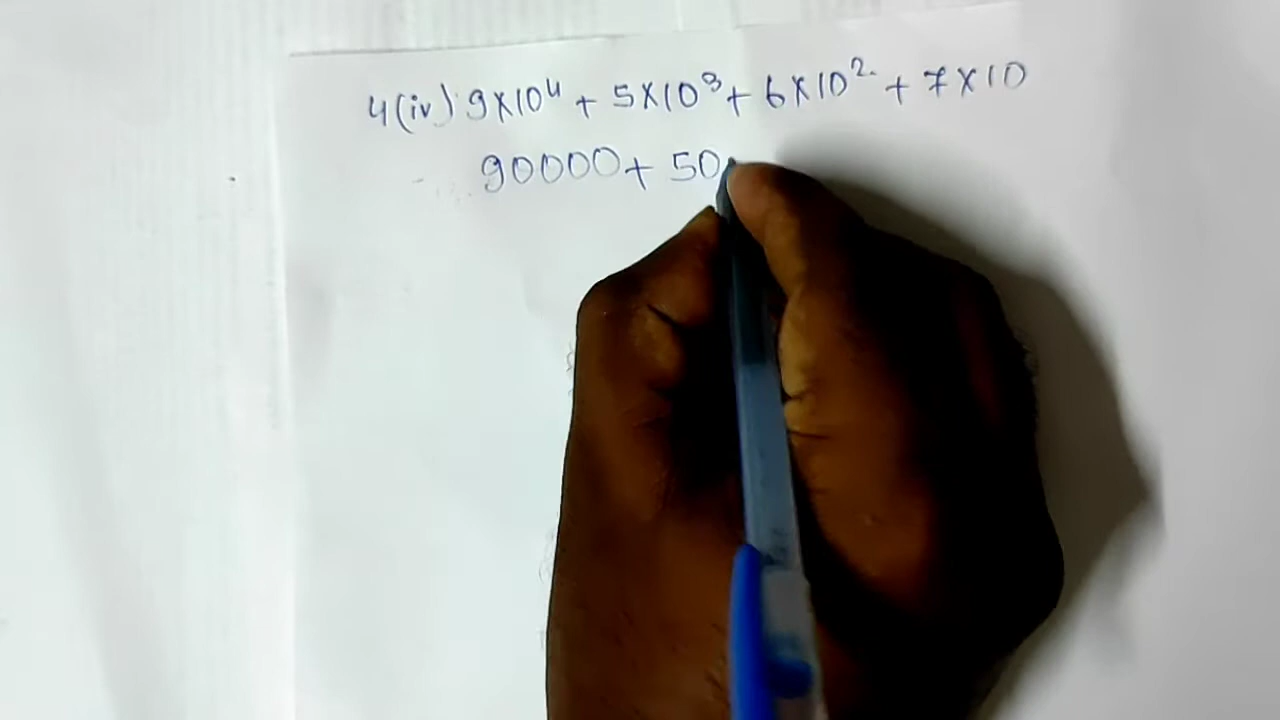 4(iv) 9×10⁴ + 5×10³ + 6×10² + 7×10
90000 + 50